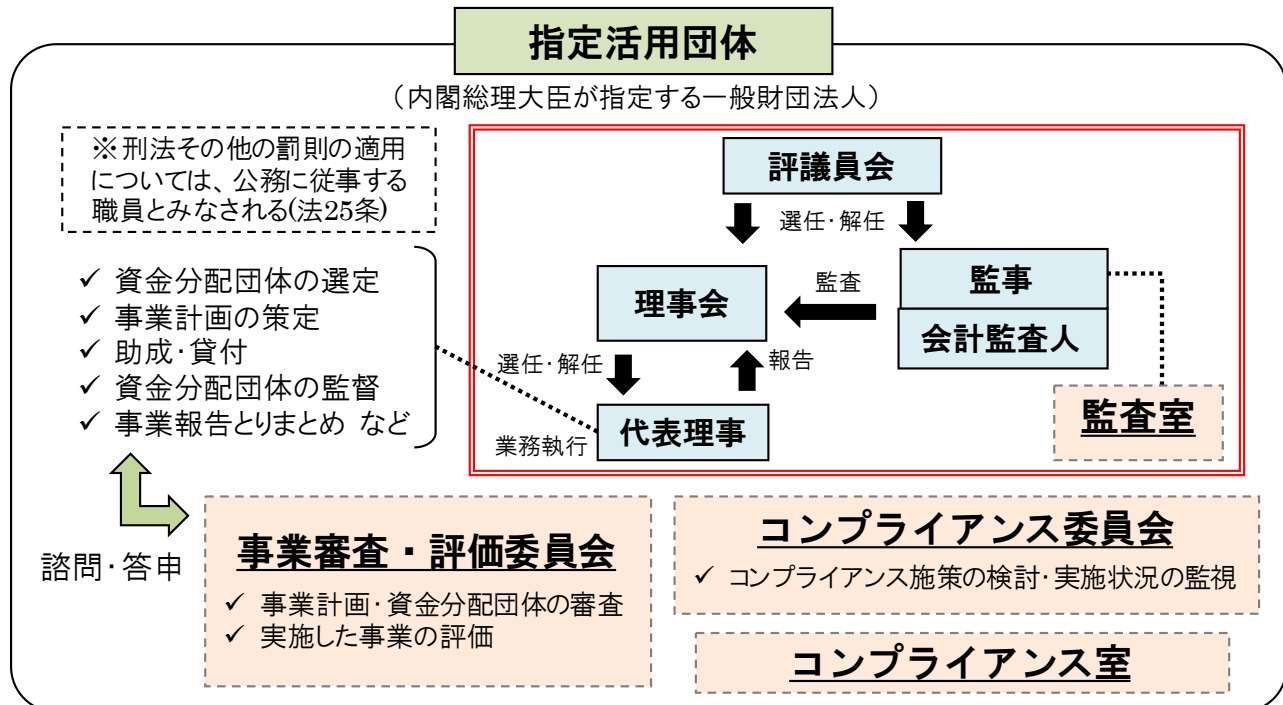 指定活用団体
（内閣総理大臣が指定する一般財団法人）
※刑法その他の罰則の適用
については、公務に従事する
職員とみなされる(法25条)
✓ 資金分配団体の選定
✓ 事業計画の策定
✓ 助成・貸付
✓ 資金分配団体の監督
✓ 事業報告とりまとめ など
評議員会
選任・解任
理事会
監査
監事
会計監査人
選任・解任
報告
監査室
業務執行
代表理事
諮問・答申
事業審査・評価委員会
✓ 事業計画・資金分配団体の審査
✓ 実施した事業の評価
コンプライアンス委員会
✓ コンプライアンス施策の検討・実施状況の監視
コンプライアンス室